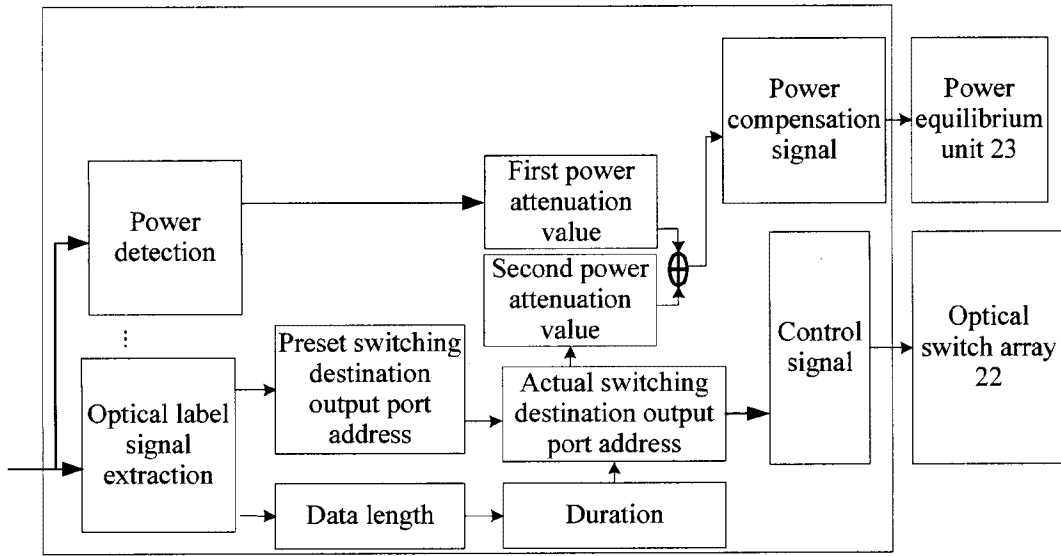 Power
compensation
signal
Power
equilibrium
unit 23
First power
attenuation
value
Power
detection
Second power
attenuation
value
Control
signal
Optical
switch array
22
Preset switching
destination
output port
address
Actual switching
destination output
port address
Optical label
signal
extraction
Data length
Duration